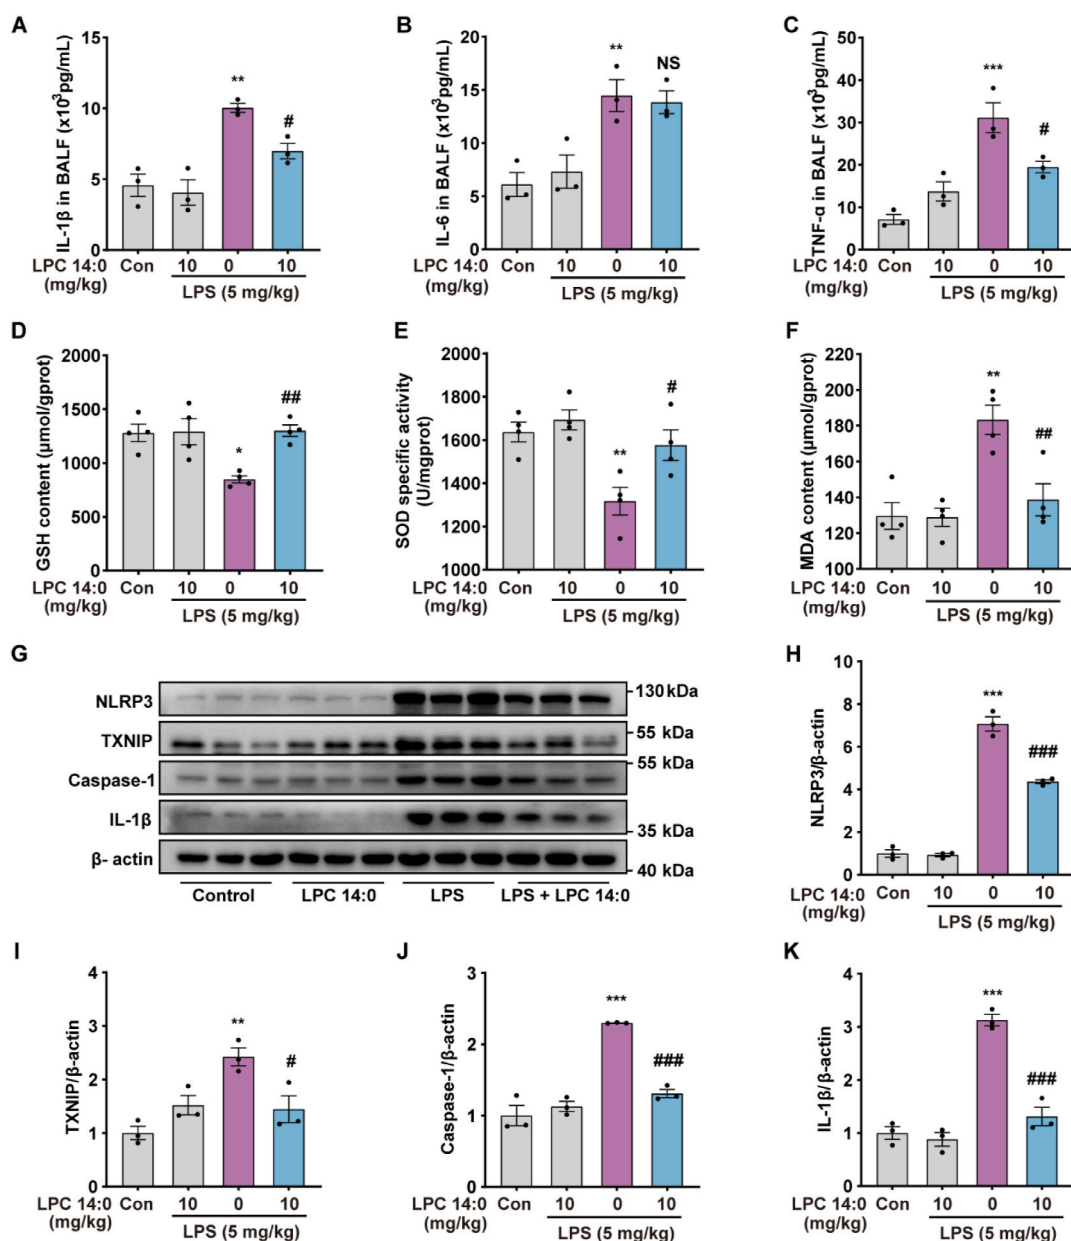 A
IL-1β in BALF (x10³pg/mL)
15
10
5
0
**
#
LPC 14:0 Con 10 0 10
(mg/kg)
LPS (5 mg/kg)
B
IL-6 in BALF (x10³pg/mL)
20
15
10
5
0
**
NS
LPC 14:0 Con 10 0 10
(mg/kg)
LPS (5 mg/kg)
C
TNF-α in BALF (x10³pg/mL)
50
40
30
20
10
0
***
#
LPC 14:0 Con 10 0 10
(mg/kg)
LPS (5 mg/kg)
D
GSH content (μmol/gprot)
2000
1500
1000
500
0
*
##
LPC 14:0 Con 10 0 10
(mg/kg)
LPS (5 mg/kg)
E
SOD specific activity
(U/mgprot)
2000
1800
1600
1400
1200
1000
**
#
LPC 14:0 Con 10 0 10
(mg/kg)
LPS (5 mg/kg)
F
MDA content (μmol/gprot)
220
200
180
160
140
120
100
**
##
LPC 14:0 Con 10 0 10
(mg/kg)
LPS (5 mg/kg)
G
NLRP3 130 kDa
TXNIP 55 kDa
Caspase-1 55 kDa
IL-1β 35 kDa
β- actin 40 kDa
Control LPC 14:0 LPS LPS + LPC 14:0
H
NLRP3/β-actin
10
8
6
4
2
0
***
###
LPC 14:0 Con 10 0 10
(mg/kg)
LPS (5 mg/kg)
I
TXNIP/β-actin
4
3
2
1
0
**
#
LPC 14:0 Con 10 0 10
(mg/kg)
LPS (5 mg/kg)
J
Caspase-1/β-actin
3
2
1
0
***
###
LPC 14:0 Con 10 0 10
(mg/kg)
LPS (5 mg/kg)
K
IL-1β/β-actin
4
3
2
1
0
***
###
LPC 14:0 Con 10 0 10
(mg/kg)
LPS (5 mg/kg)